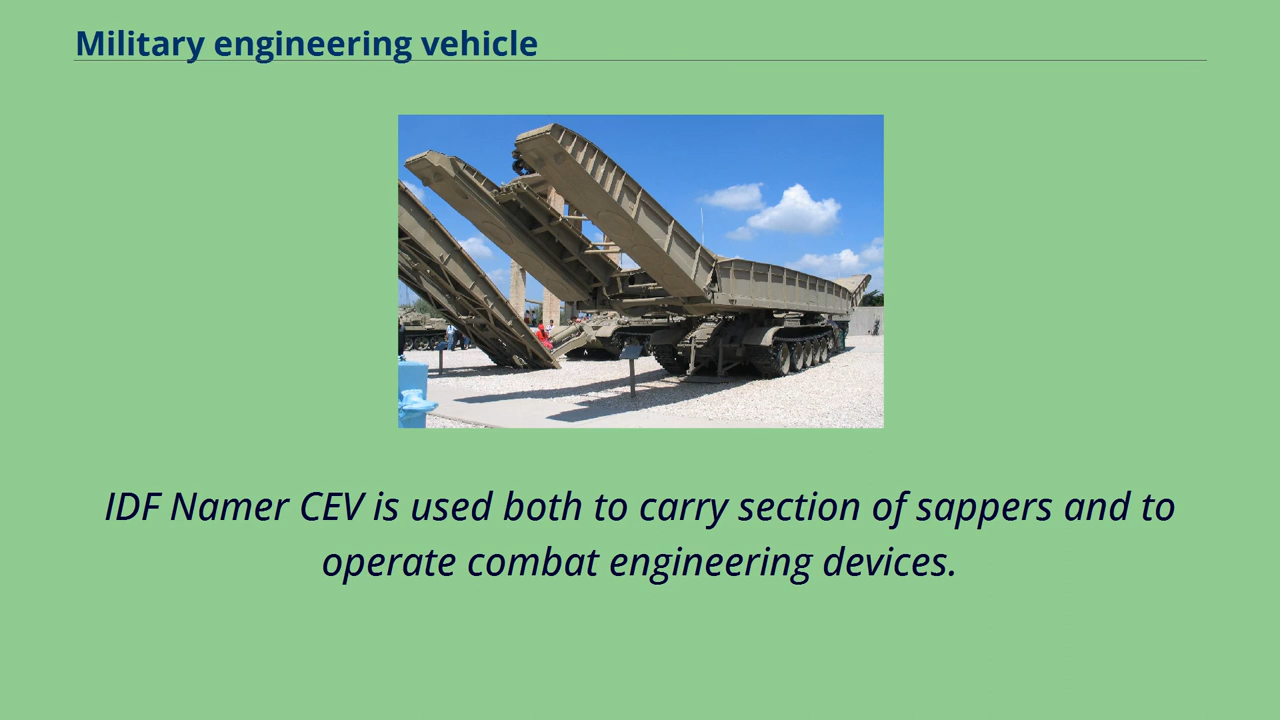 Military engineering vehicle
IDF Namer CEV is used both to carry section of sappers and to
operate combat engineering devices.